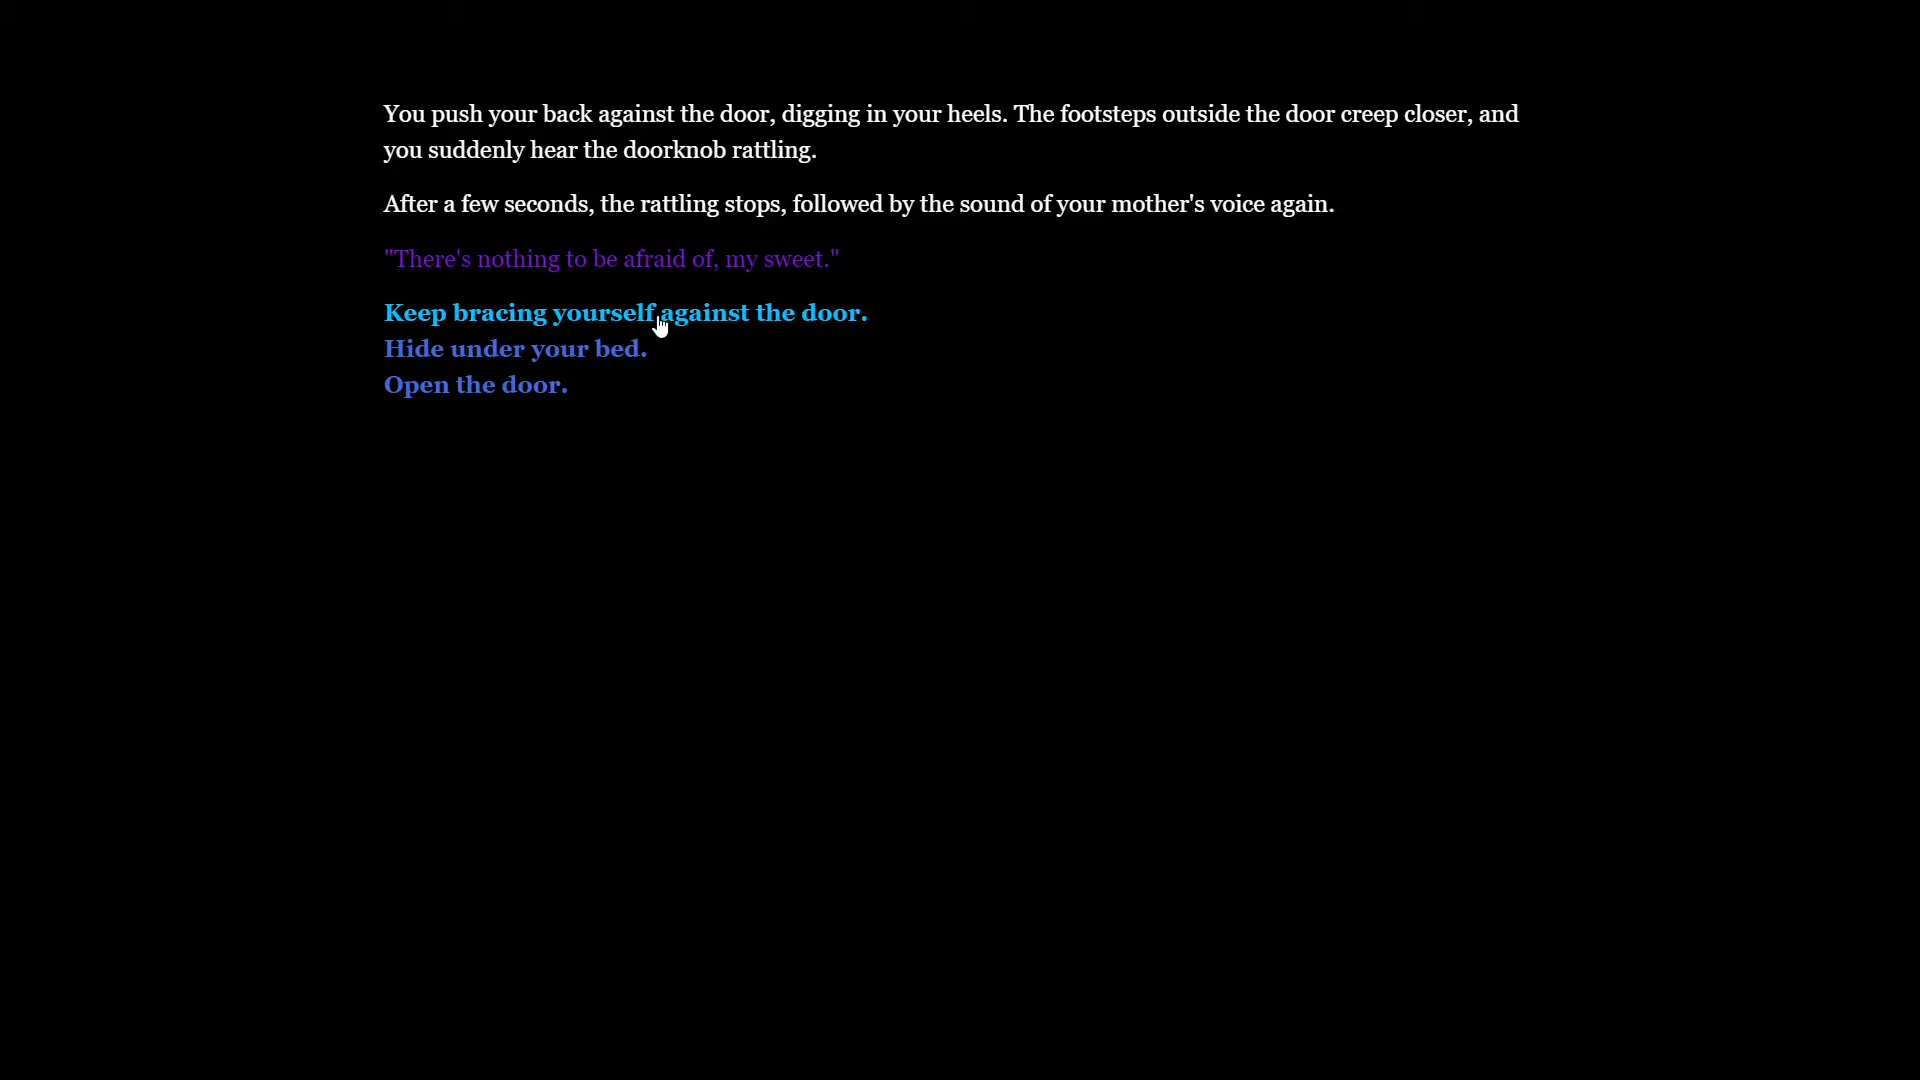 You push your back against the door, digging in your heels. The footsteps outside the door creep closer, and
you suddenly hear the doorknob rattling.
After a few seconds, the rattling stops, followed by the sound of your mother's voice again.
"There's nothing to be afraid of, my sweet."
Keep bracing yourself against the door.
Hide under your bed.
Open the door.